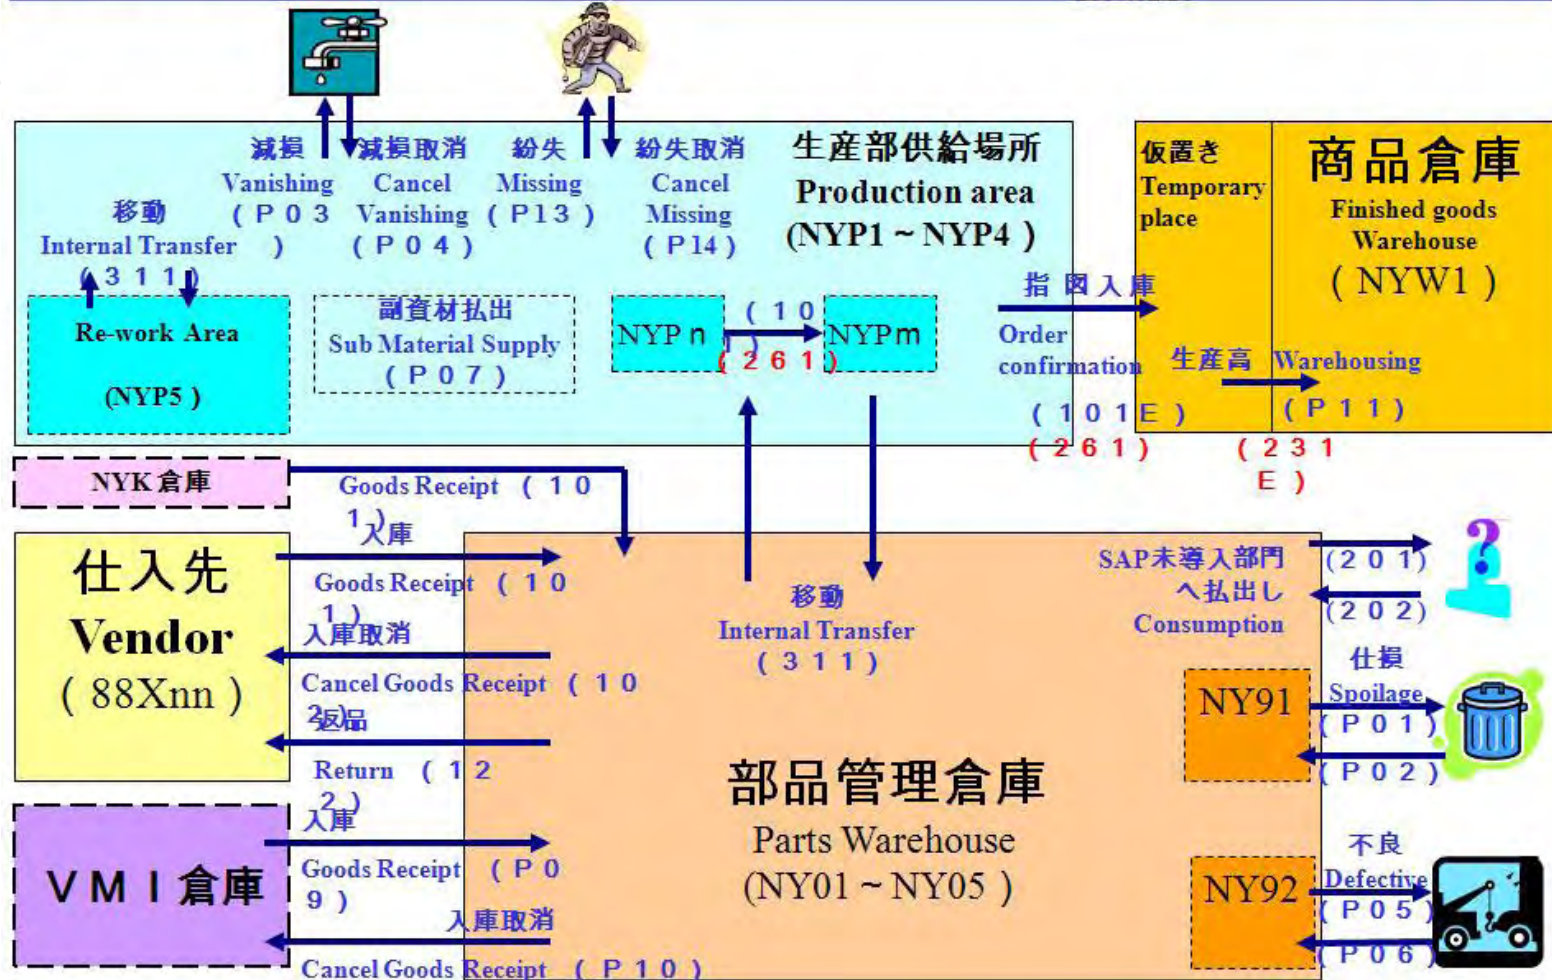 減損
Vanishing
(P03
)
減損取消
Cancel
Vanishing
(P04)
紛失
Missing
(P13)
紛失取消
Cancel
Missing
(P14)
生産部供給場所
Production area
(NYP1~NYP4)
移動
Internal Transfer
(311)
Re-work Area
(NYP5)
副資材払出
Sub Material Supply
(P07)
NYPn
(10
1)
(261)
NYPm
指図入庫
Order
confirmation
(101E)
(261)
仮置き
Temporary
place
商品倉庫
Finished goods
Warehouse
(NYW1)
生産高
Warehousing
(P11)
(231
E)
NYK倉庫
Goods Receipt (10
1)
仕入先
Vendor
(88Xnn)
入庫
Goods Receipt (10
1)
入庫取消
Cancel Goods Receipt (10
2)
返品
Return (12
2)
VMI倉庫
入庫
Goods Receipt (P0
9)
入庫取消
Cancel Goods Receipt (P10)
移動
Internal Transfer
(311)
部品管理倉庫
Parts Warehouse
(NY01~NY05)
SAP未導入部門
へ払出し
Consumption
(201)
(202)
?
NY91
仕損
Spoilage
(P01)
(P02)
NY92
不良
Defective
(P05)
(P06)